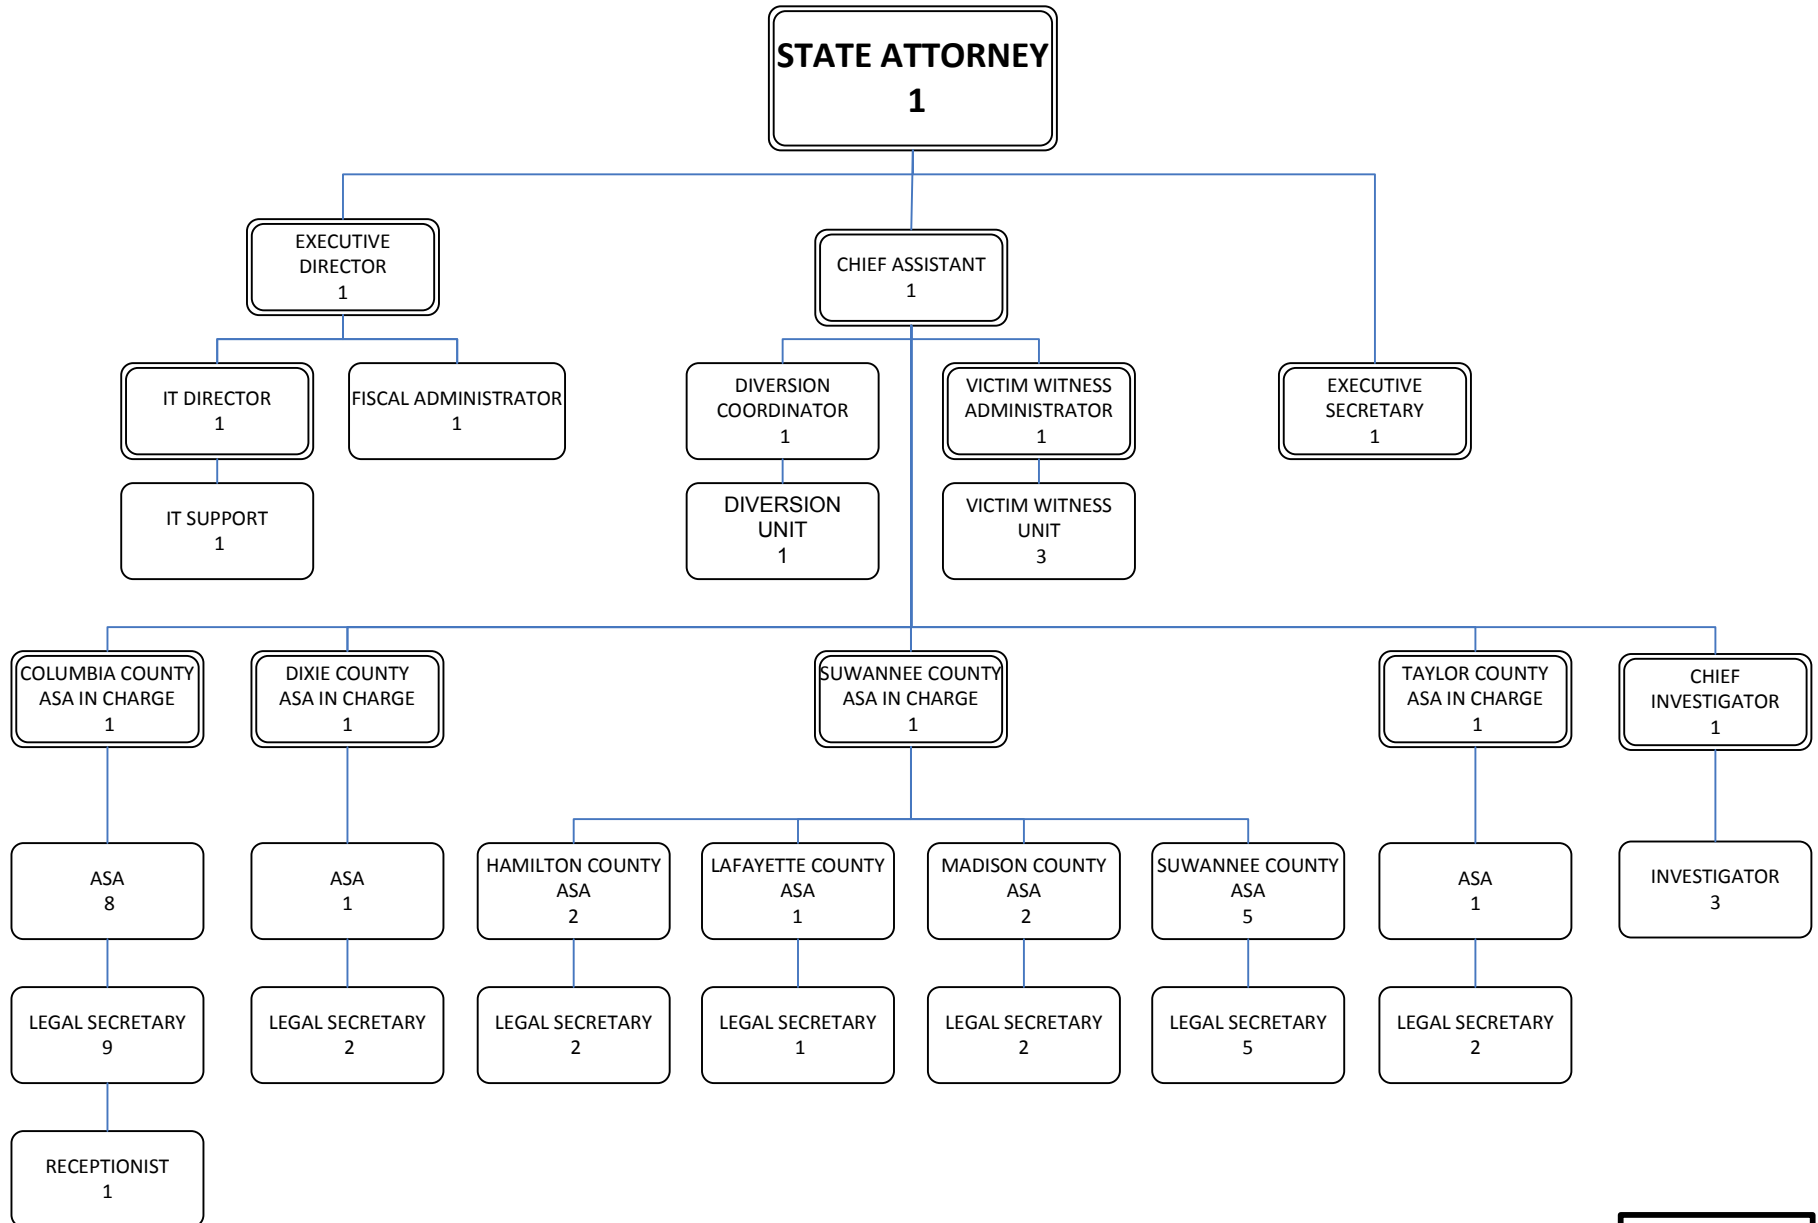 STATE ATTORNEY
1
EXECUTIVE
DIRECTOR
1
CHIEF ASSISTANT
1
IT DIRECTOR
1
FISCAL ADMINISTRATOR
1
DIVERSION
COORDINATOR
1
VICTIM WITNESS
ADMINISTRATOR
1
EXECUTIVE
SECRETARY
1
IT SUPPORT
1
DIVERSION
UNIT
1
VICTIM WITNESS
UNIT
3
COLUMBIA COUNTY
ASA IN CHARGE
1
DIXIE COUNTY
ASA IN CHARGE
1
SUWANNEE COUNTY
ASA IN CHARGE
1
TAYLOR COUNTY
ASA IN CHARGE
1
CHIEF
INVESTIGATOR
1
ASA
8
ASA
1
HAMILTON COUNTY
ASA
2
LAFAYETTE COUNTY
ASA
1
MADISON COUNTY
ASA
2
SUWANNEE COUNTY
ASA
5
ASA
1
INVESTIGATOR
3
LEGAL SECRETARY
9
LEGAL SECRETARY
2
LEGAL SECRETARY
2
LEGAL SECRETARY
1
LEGAL SECRETARY
2
LEGAL SECRETARY
5
LEGAL SECRETARY
2
RECEPTIONIST
1